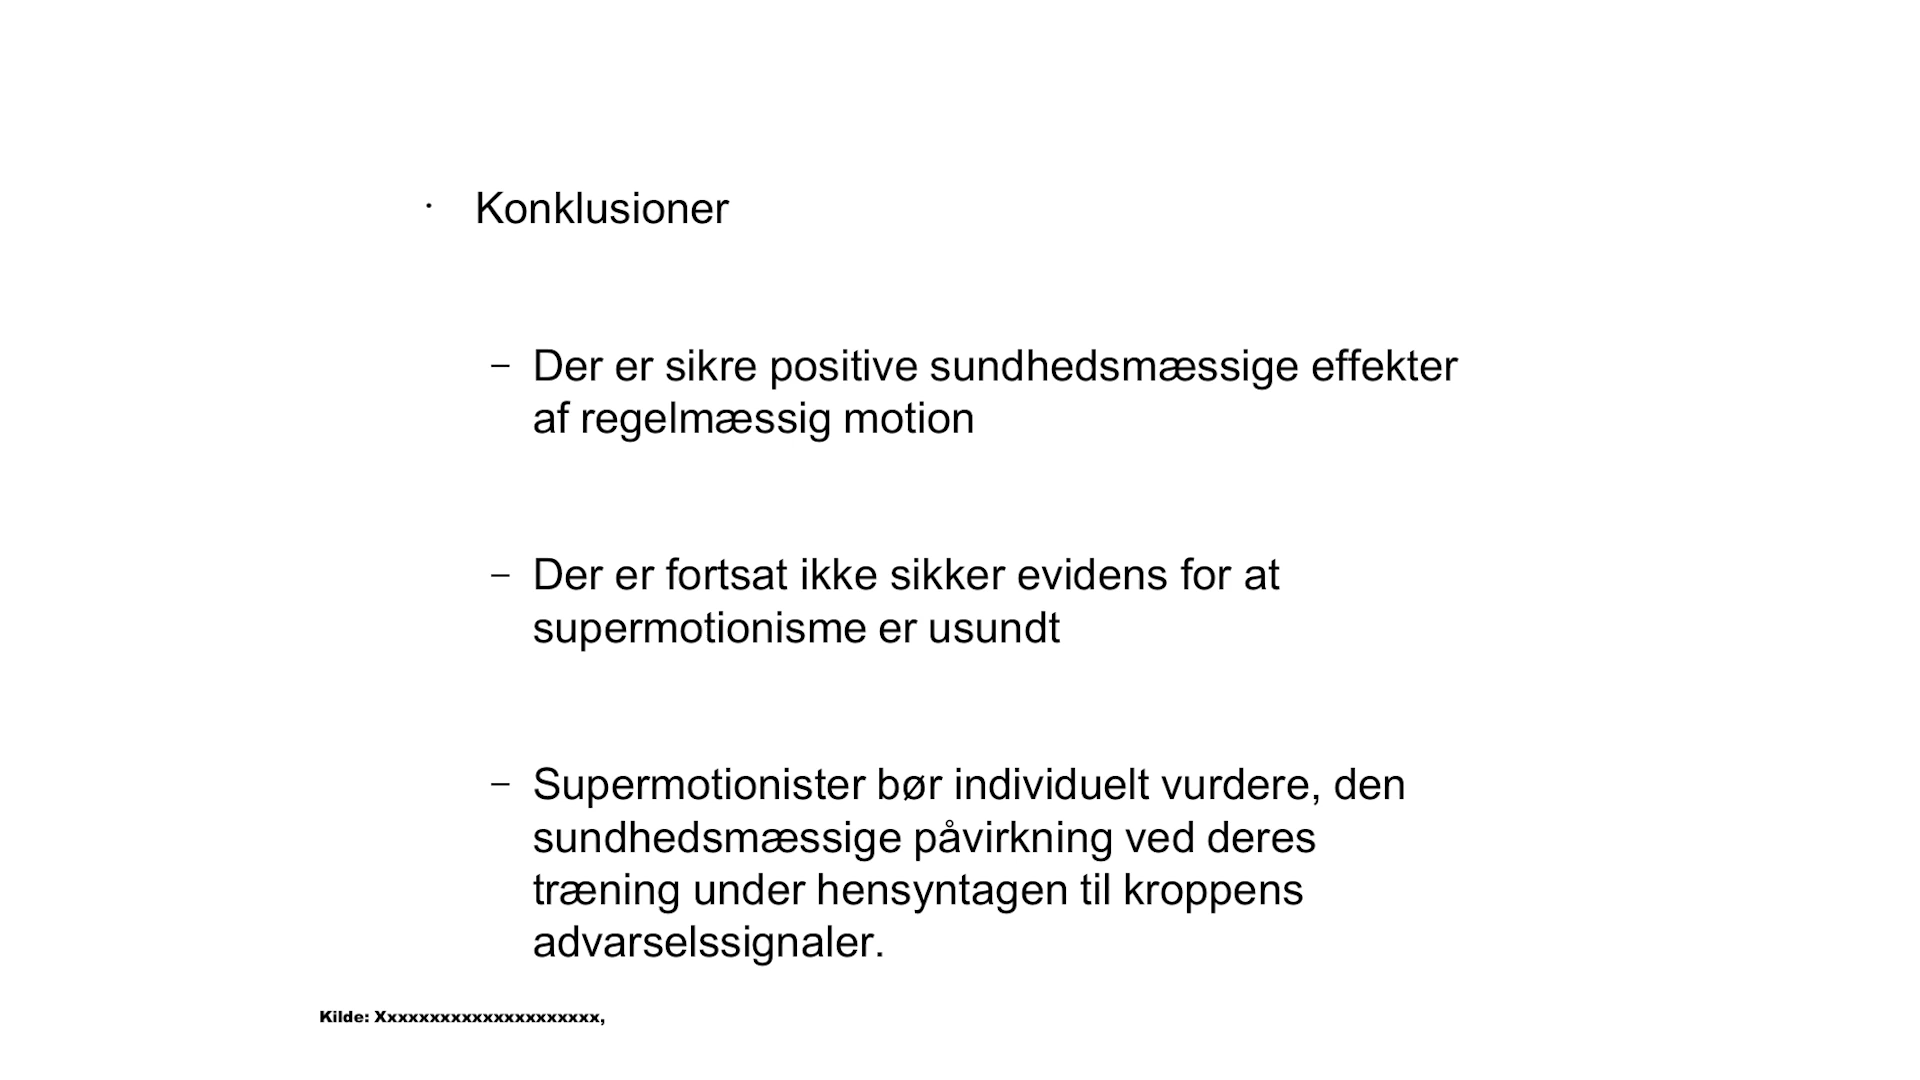 • Konklusioner
– Der er sikre positive sundhedsmæssige effekter
af regelmæssig motion
– Der er fortsat ikke sikker evidens for at
supermotionisme er usundt
– Supermotionister bør individuelt vurdere, den
sundhedsmæssige påvirkning ved deres
træning under hensyntagen til kroppens
advarselssignaler.
Kilde: Xxxxxxxxxxxxxxxxxxxxx,